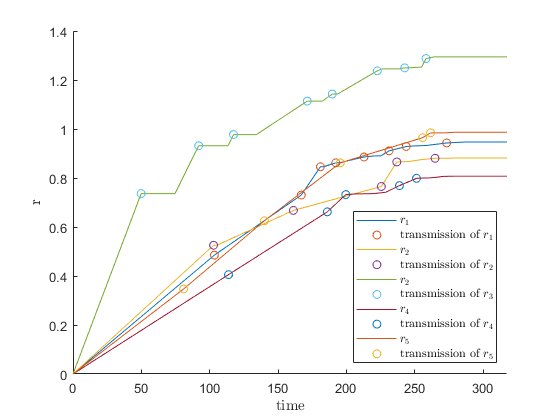 1.4
1.2
1
0.8
0.6
0.4
0.2
0
r
0 50 100 150 200 250 300
time
r₁
transmission of r₁
r₂
transmission of r₂
r₂
transmission of r₃
r₄
transmission of r₄
r₅
transmission of r₅